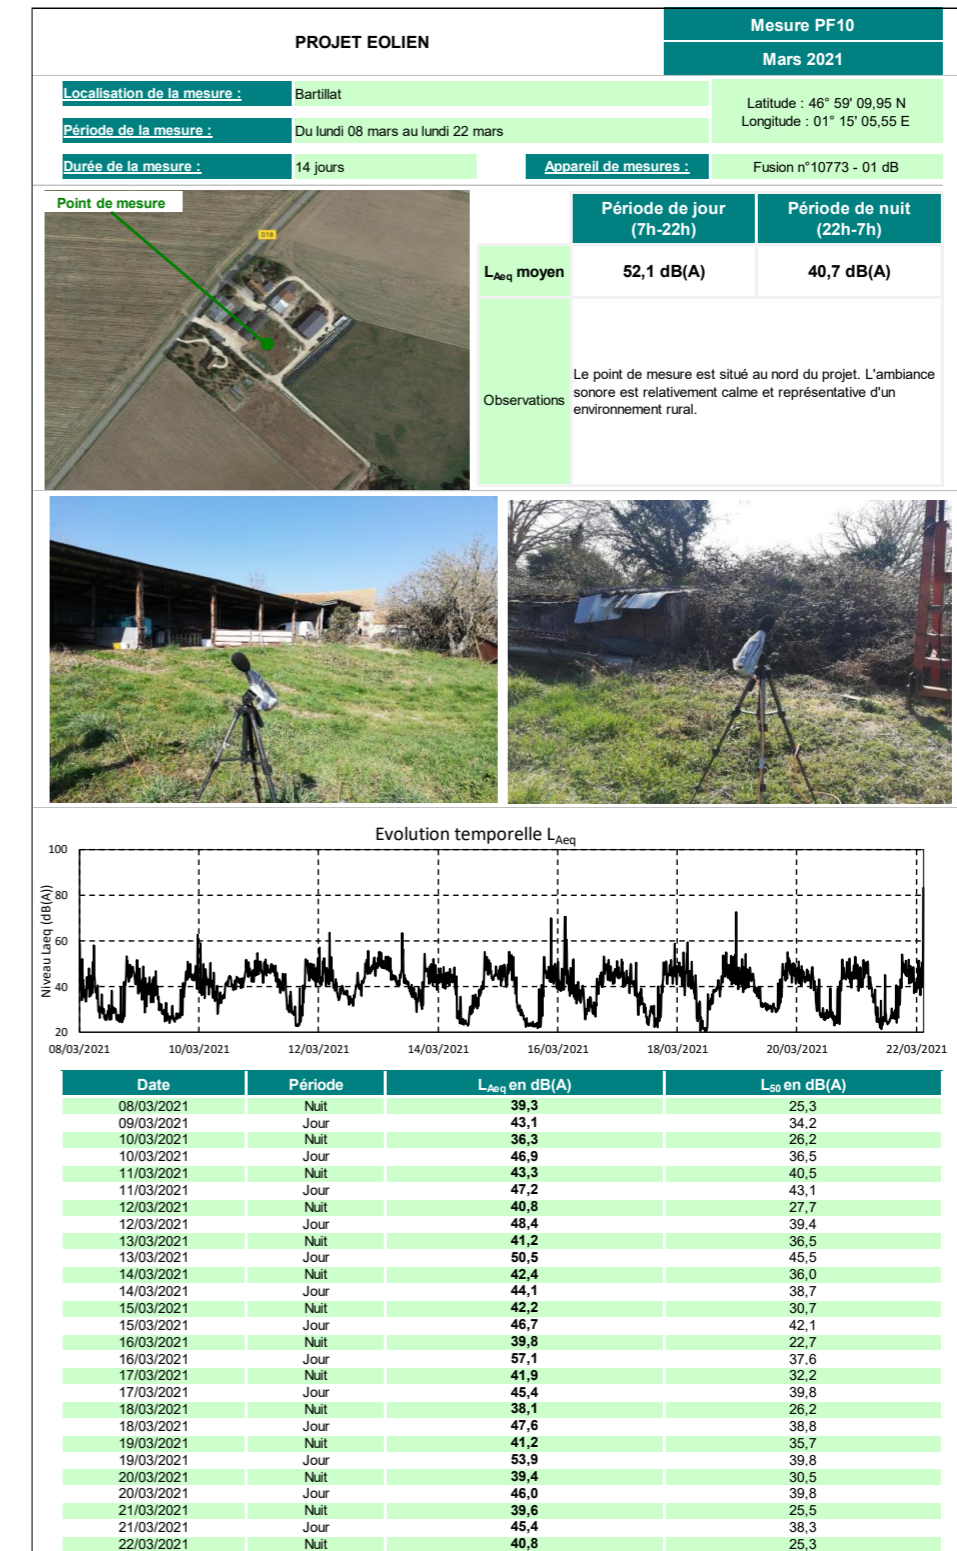 PROJET EOLIEN
Mesure PF10
Mars 2021
Localisation de la mesure :
Bartillat
Latitude : 46° 59' 09,95 N
Longitude : 01° 15' 05,55 E
Période de la mesure :
Du lundi 08 mars au lundi 22 mars
Durée de la mesure :
14 jours
Appareil de mesures :
Fusion n°10773 - 01 dB
Point de mesure
D18
Période de jour
(7h-22h)
Période de nuit
(22h-7h)
LAeq moyen
52,1 dB(A)
40,7 dB(A)
Observations
Le point de mesure est situé au nord du projet. L'ambiance
sonore est relativement calme et représentative d'un
environnement rural.
Evolution temporelle LAeq
Niveau Laeq (dB(A))
100
80
60
40
20
08/03/2021 10/03/2021 12/03/2021 14/03/2021 16/03/2021 18/03/2021 20/03/2021 22/03/2021
Date Période LAeq en dB(A) L50 en dB(A)
08/03/2021 Nuit 39,3 25,3
09/03/2021 Jour 43,1 34,2
10/03/2021 Nuit 36,3 26,2
10/03/2021 Jour 46,9 36,5
11/03/2021 Nuit 43,3 40,5
11/03/2021 Jour 47,2 43,1
12/03/2021 Nuit 40,8 27,7
12/03/2021 Jour 48,4 39,4
13/03/2021 Nuit 41,2 36,5
13/03/2021 Jour 50,5 45,5
14/03/2021 Nuit 42,4 36,0
14/03/2021 Jour 44,1 38,7
15/03/2021 Nuit 42,2 30,7
15/03/2021 Jour 46,7 42,1
16/03/2021 Nuit 39,8 22,7
16/03/2021 Jour 57,1 37,6
17/03/2021 Nuit 41,9 32,2
17/03/2021 Jour 45,4 39,8
18/03/2021 Nuit 38,1 26,2
18/03/2021 Jour 47,6 38,8
19/03/2021 Nuit 41,2 35,7
19/03/2021 Jour 53,9 39,8
20/03/2021 Nuit 39,4 30,5
20/03/2021 Jour 46,0 39,8
21/03/2021 Nuit 39,6 25,5
21/03/2021 Jour 45,4 38,3
22/03/2021 Nuit 40,8 25,3